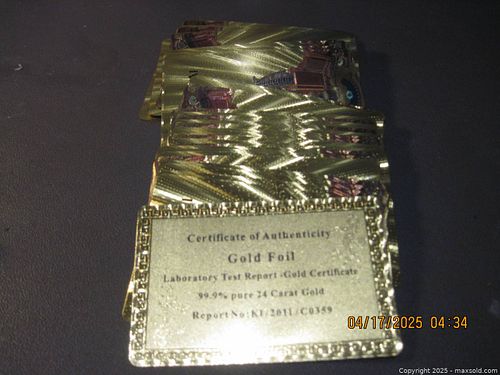 Certificate of Authenticity
Gold Foil
Laboratory Test Report -Gold Certificate
99.9% pure 24 Carat Gold
Report No: KJ/2011/C0359
04/17/2025 04:34
Copyright 2025 - maxsold.com